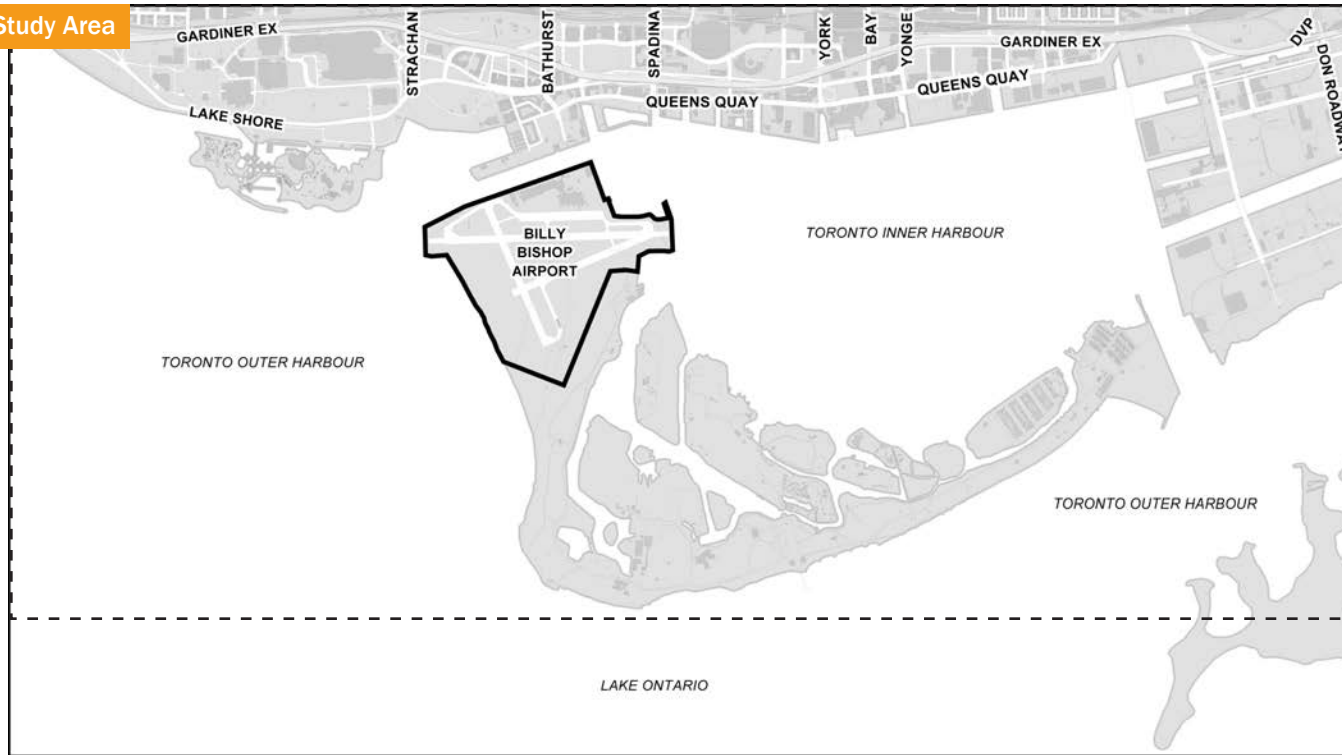 Study Area
GARDINER EX
STRACHAN
BATHURST
SPADINA
YORK
BAY
YONGE
GARDINER EX
DVP
DON ROADWAY
LAKE SHORE
QUEENS QUAY
QUEENS QUAY
BILLY
BISHOP
AIRPORT
TORONTO INNER HARBOUR
TORONTO OUTER HARBOUR
TORONTO OUTER HARBOUR
LAKE ONTARIO